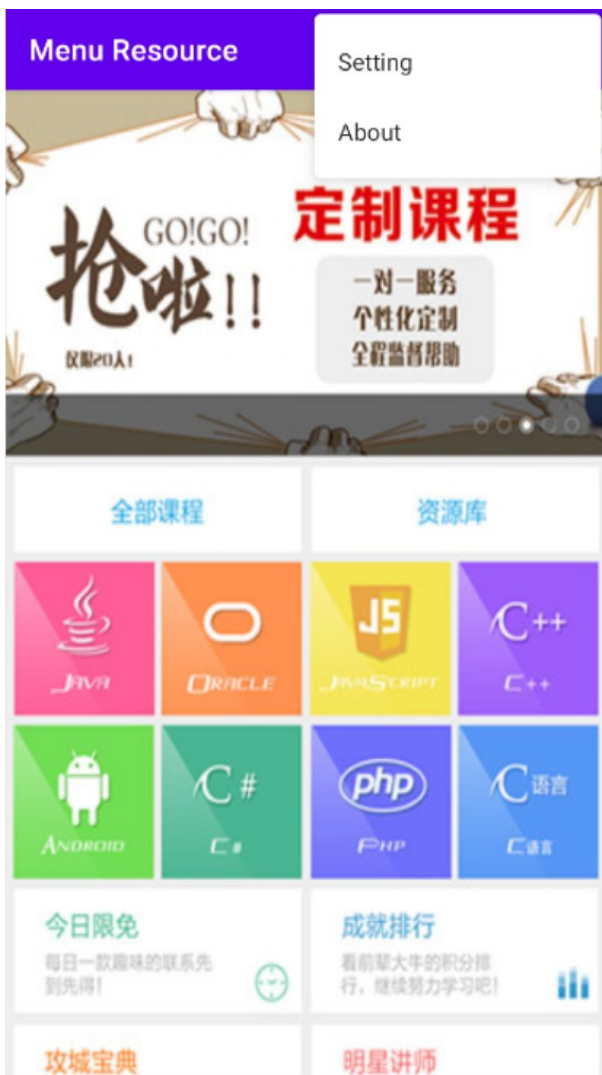 Menu Resource
Setting
About
抢啦!!
GO!GO!
仅限20人!
定制课程
一对一服务
个性化定制
全程监督帮助
全部课程
资源库
JAVA
ORACLE
JS
JAVASCRIPT
C++
C++
ANDROID
C#
C#
php
PHP
C语言
C语言
今日限免
每日一款趣味的联系先
到先得!
成就排行
看前辈大牛的积分排
行,继续努力学习吧!
攻城宝典
明星讲师